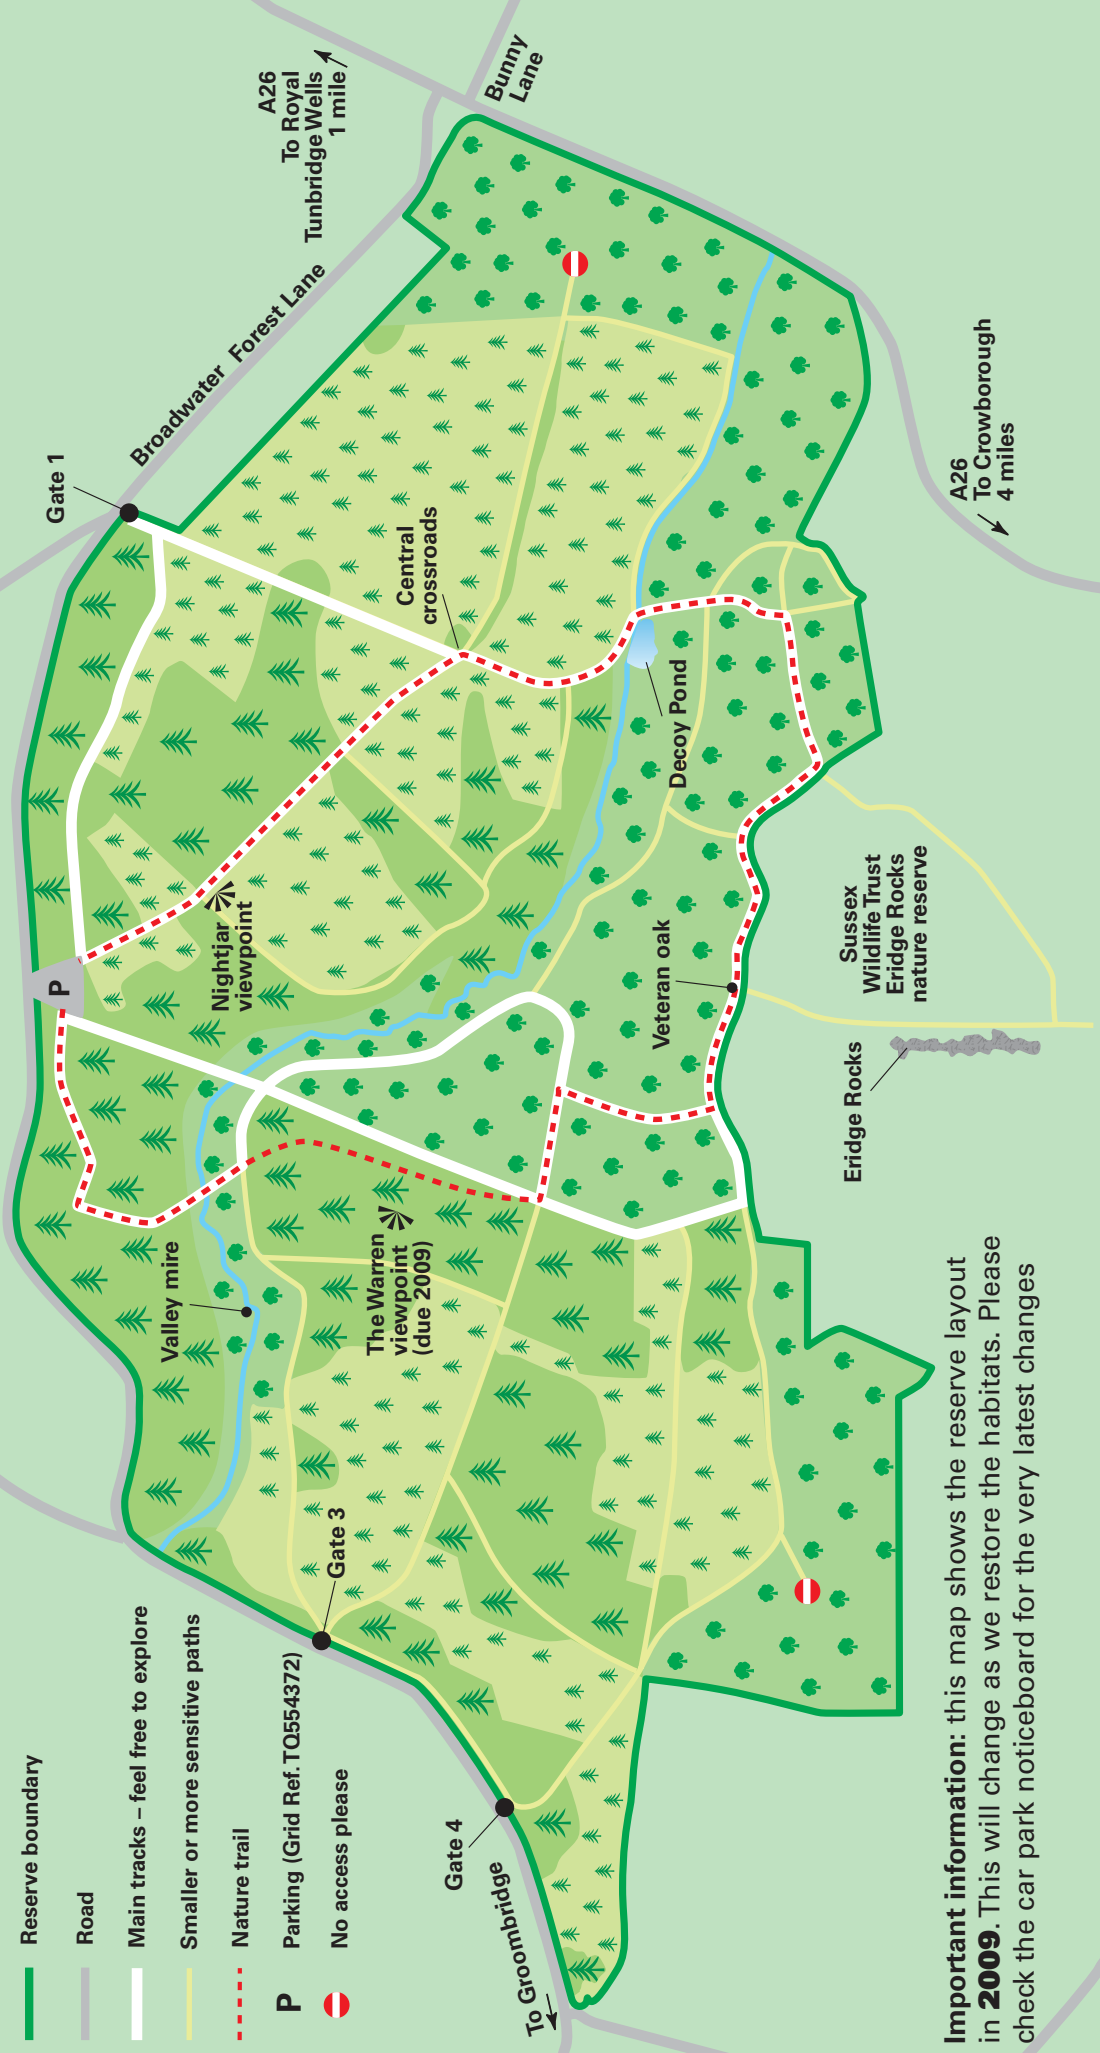 Reserve boundary
Road
Main tracks – feel free to explore
Smaller or more sensitive paths
Nature trail
P
Parking (Grid Ref. TQ554372)
No access please
P
Gate 1
Broadwater Forest Lane
A26
To Royal
Tunbridge Wells
1 mile
Bunny
Lane
Central
crossroads
Nightjar
viewpoint
Valley mire
Gate 3
The Warren
viewpoint
(due 2009)
Gate 4
To Groombridge
Decoy Pond
Veteran oak
Sussex
Wildlife Trust
Eridge Rocks
nature reserve
Eridge Rocks
A26
To Crowborough
4 miles
Important information: this map shows the reserve layout
in 2009. This will change as we restore the habitats. Please
check the car park noticeboard for the very latest changes